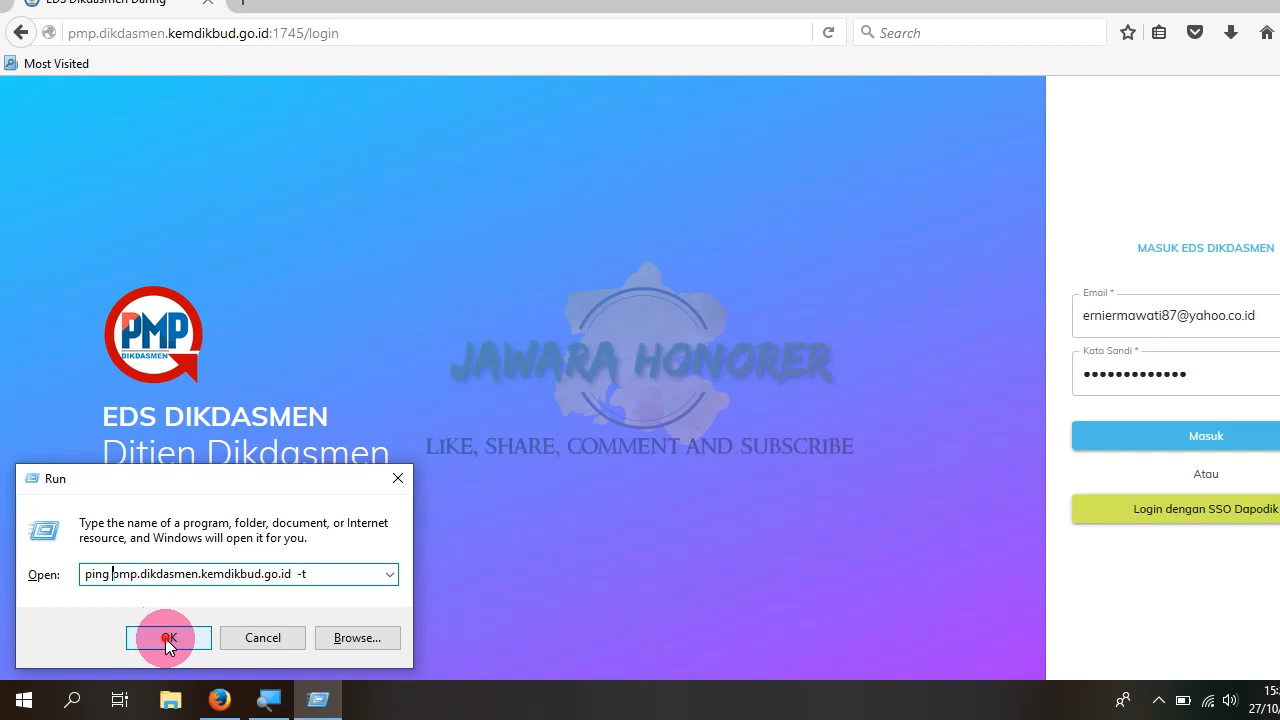 EDS Dikdasmen Daring
pmp.dikdasmen.kemdikbud.go.id:1745/login
Search
Most Visited
MASUK EDS DIKDASMEN
Email *
erniermawati87@yahoo.co.id
Kata Sandi *
•••••••••••••
Masuk
Atau
Login dengan SSO Dapodik
PMP
DIKDASMEN
EDS DIKDASMEN
Ditjen Dikdasmen
JAWARA HONORER
LIKE, SHARE, COMMENT AND SUBSCRIBE
Run
Type the name of a program, folder, document, or Internet
resource, and Windows will open it for you.
Open:
ping pmp.dikdasmen.kemdikbud.go.id  -t
OK
Cancel
Browse...
15:
27/10/